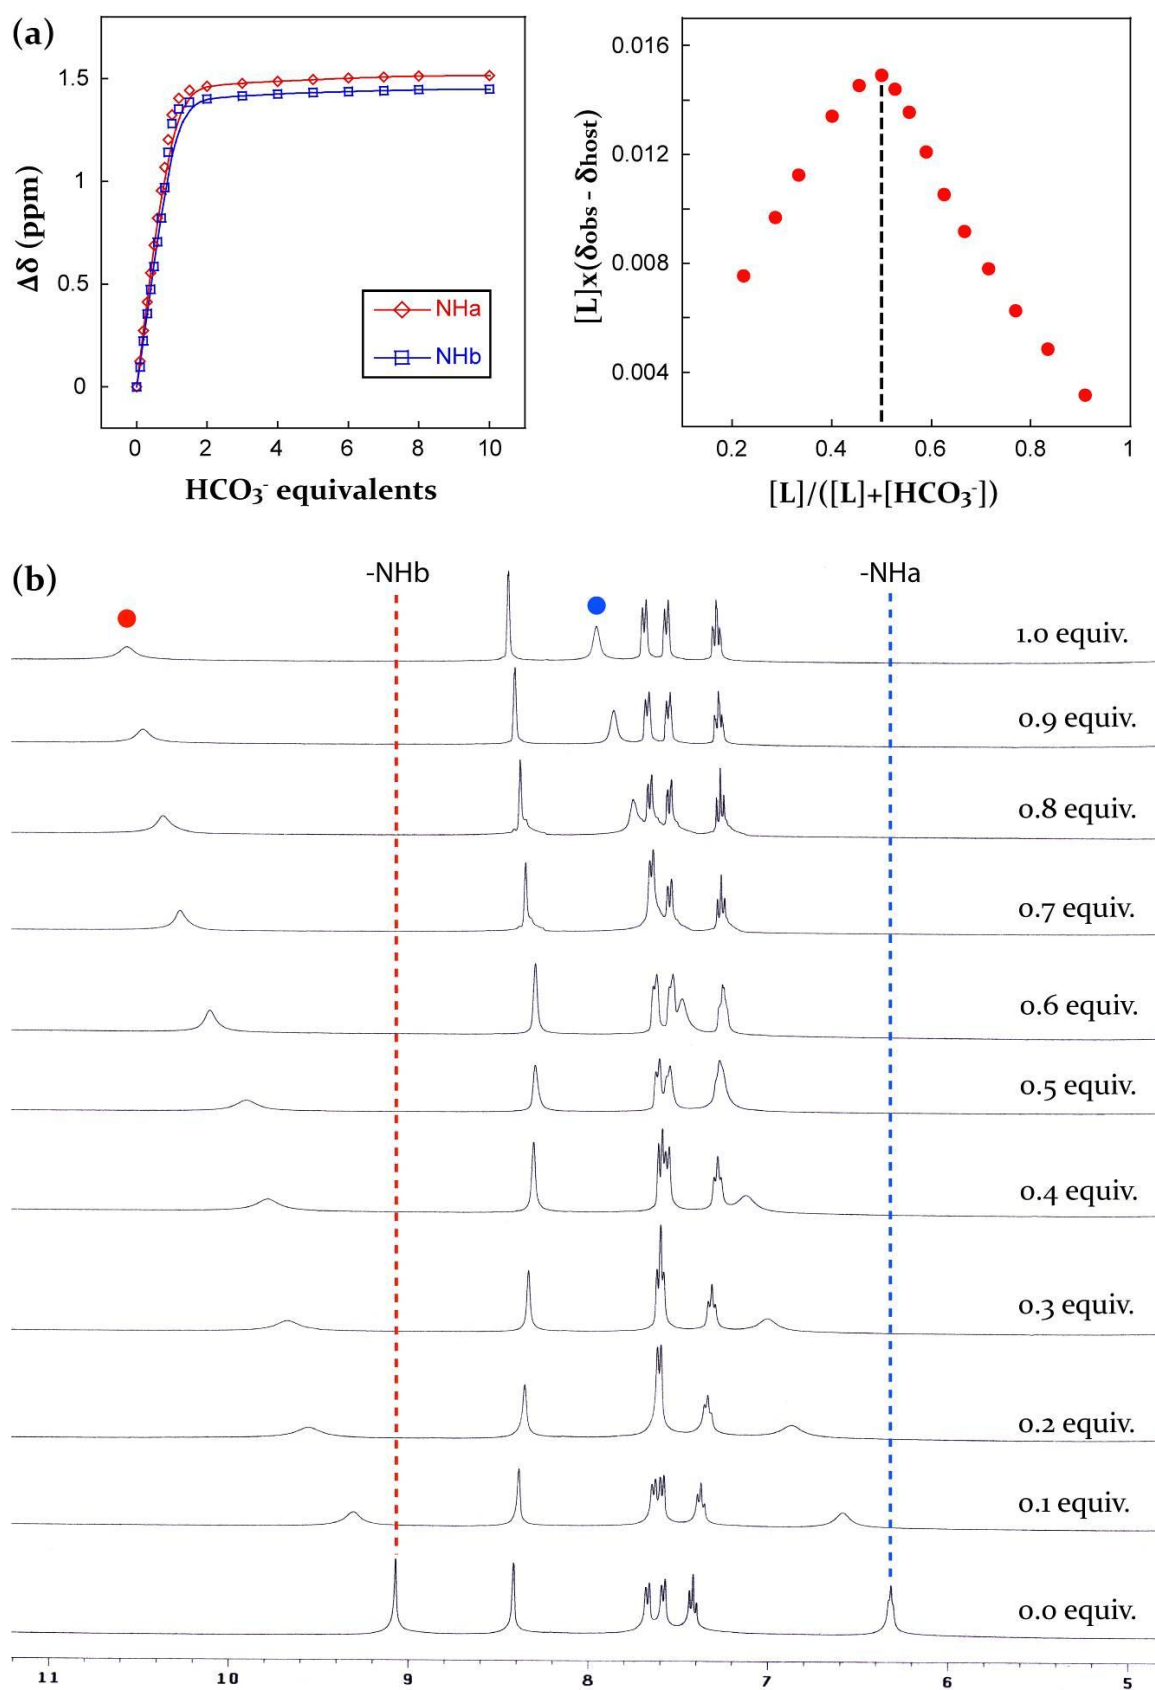 (a)
1.5
1
0.5
0
Δδ (ppm)
NHa
NHb
0 2 4 6 8 10
HCO₃⁻ equivalents
0.016
0.012
0.008
0.004
[L]x(δobs - δhost)
0.2 0.4 0.6 0.8 1
[L]/([L]+[HCO₃⁻])
(b)
-NHb
-NHa
1.0 equiv.
0.9 equiv.
0.8 equiv.
0.7 equiv.
0.6 equiv.
0.5 equiv.
0.4 equiv.
0.3 equiv.
0.2 equiv.
0.1 equiv.
0.0 equiv.
11 10 9 8 7 6 5